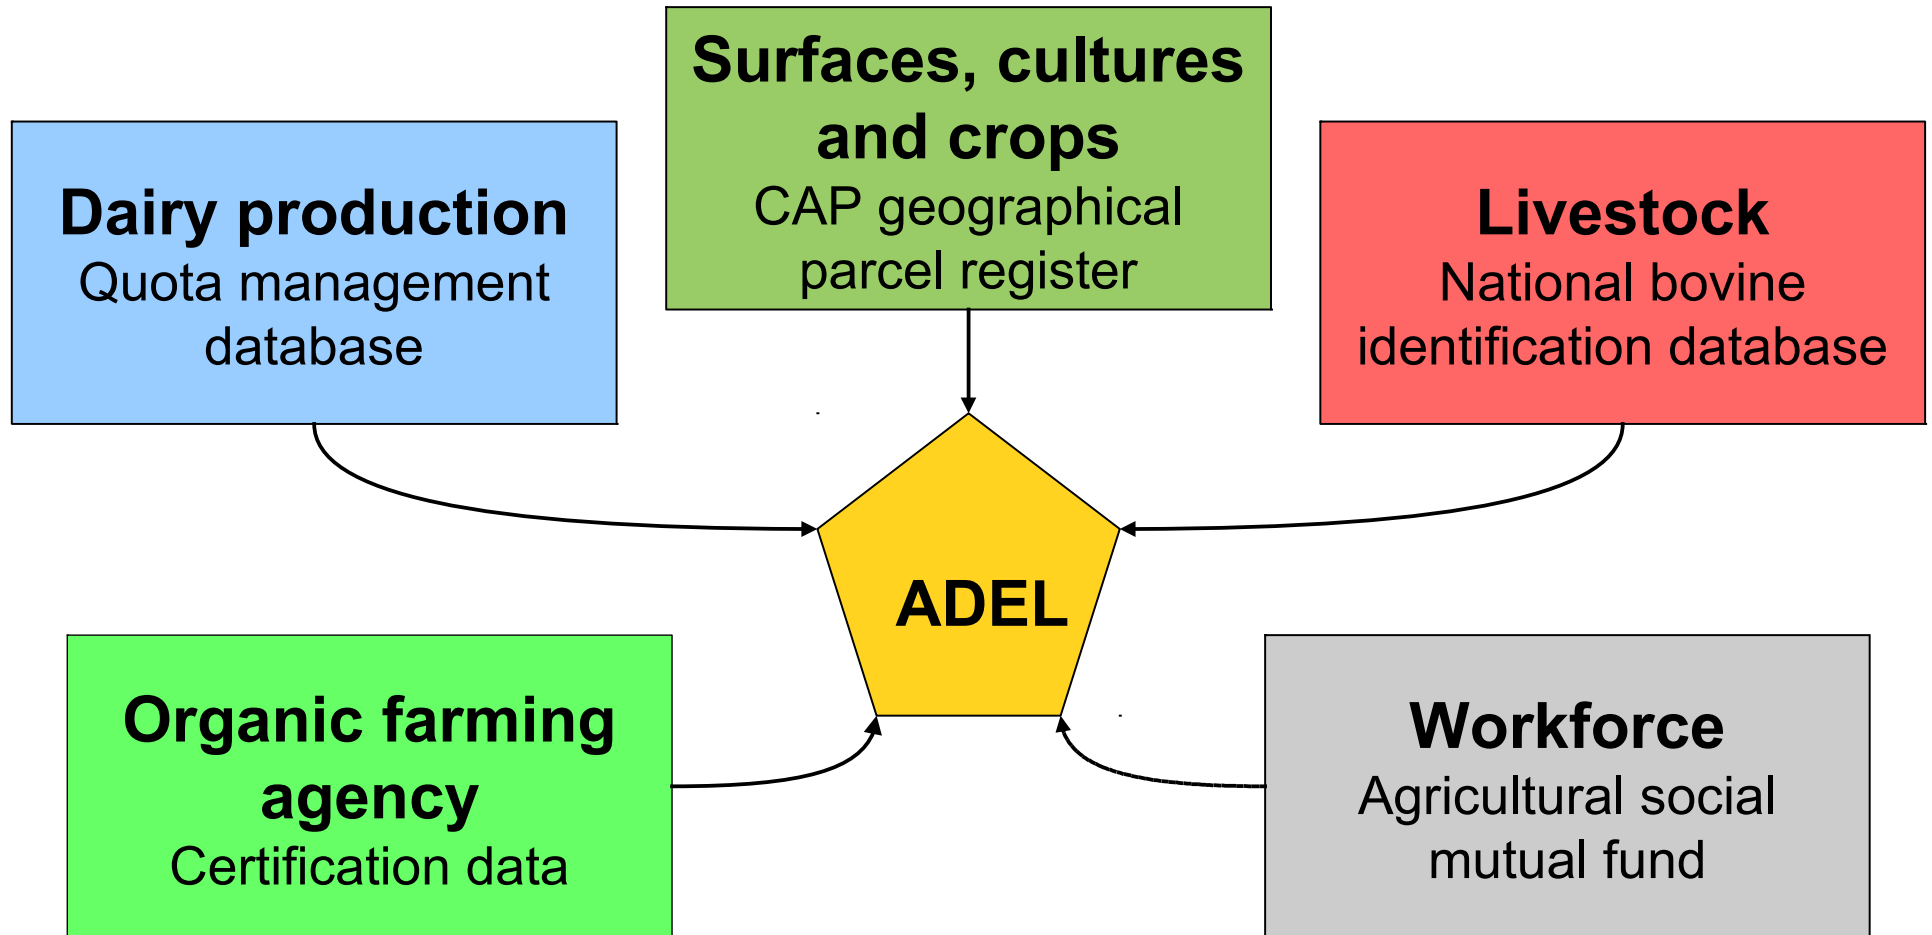 Surfaces, cultures
and crops
CAP geographical
parcel register
Dairy production
Quota management
database
Livestock
National bovine
identification database
ADEL
Organic farming
agency
Certification data
Workforce
Agricultural social
mutual fund